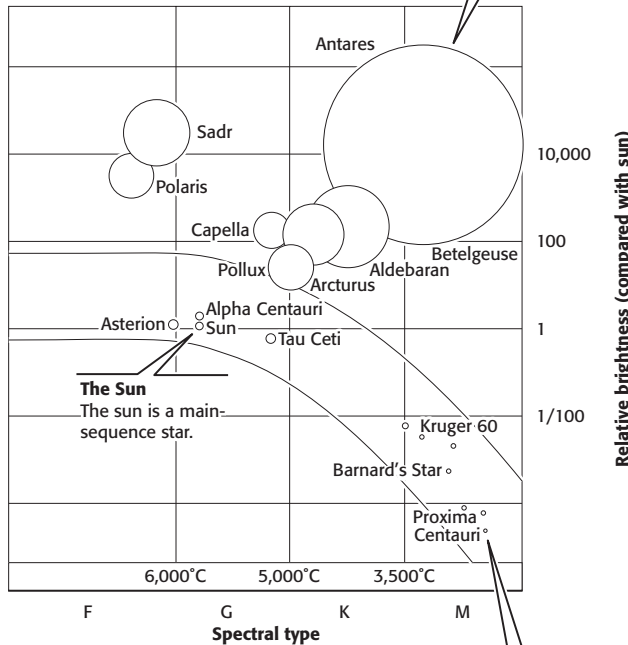 Antares
Sadr
10,000
Polaris
Capella
100
Betelgeuse
Pollux
Aldebaran
Arcturus
Alpha Centauri
Asterion
Sun
1
Tau Ceti
The Sun
The sun is a main-
sequence star.
1/100
Kruger 60
Barnard's Star
Proxima
Centauri
6,000˚C
5,000˚C
3,500˚C
F
G
K
M
Spectral type
Relative brightness (compared with sun)